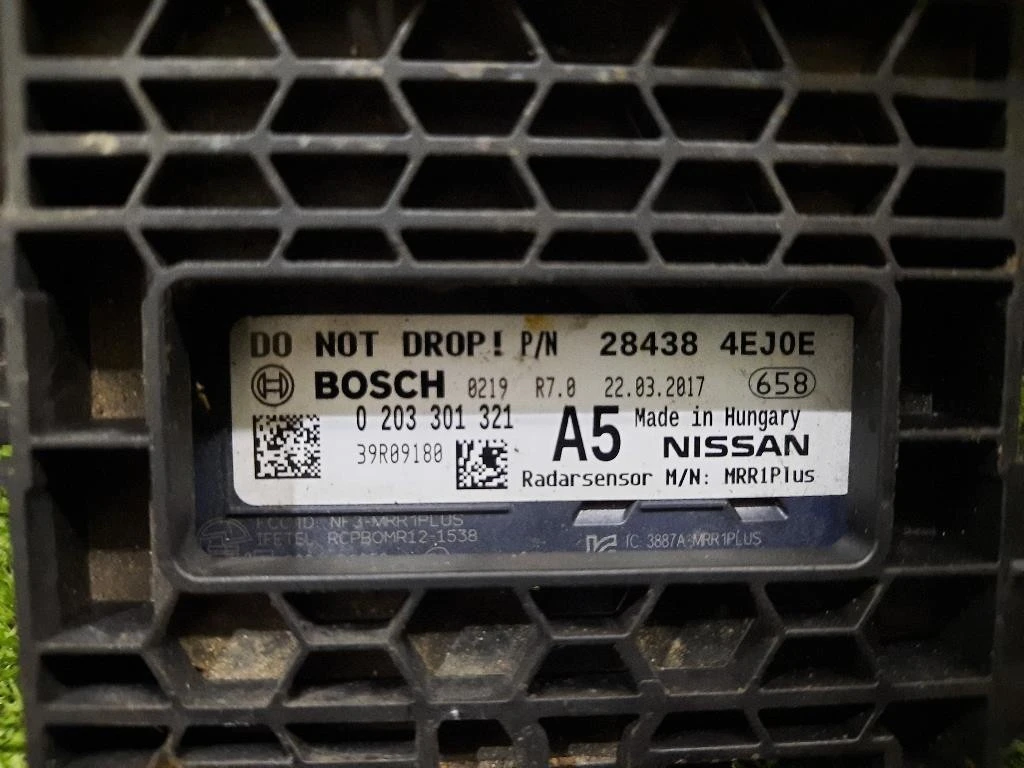 DO NOT DROP! P/N 28438 4EJ0E
BOSCH 0219 R7.0 22.03.2017 658
0 203 301 321 A5 Made in Hungary
39R09180 NISSAN
Radarsensor M/N: MRR1Plus
FCC ID: NF3-MRR1PLUS
IFETEL: RCPBOMR12-1538
IC: 3887A-MRR1PLUS